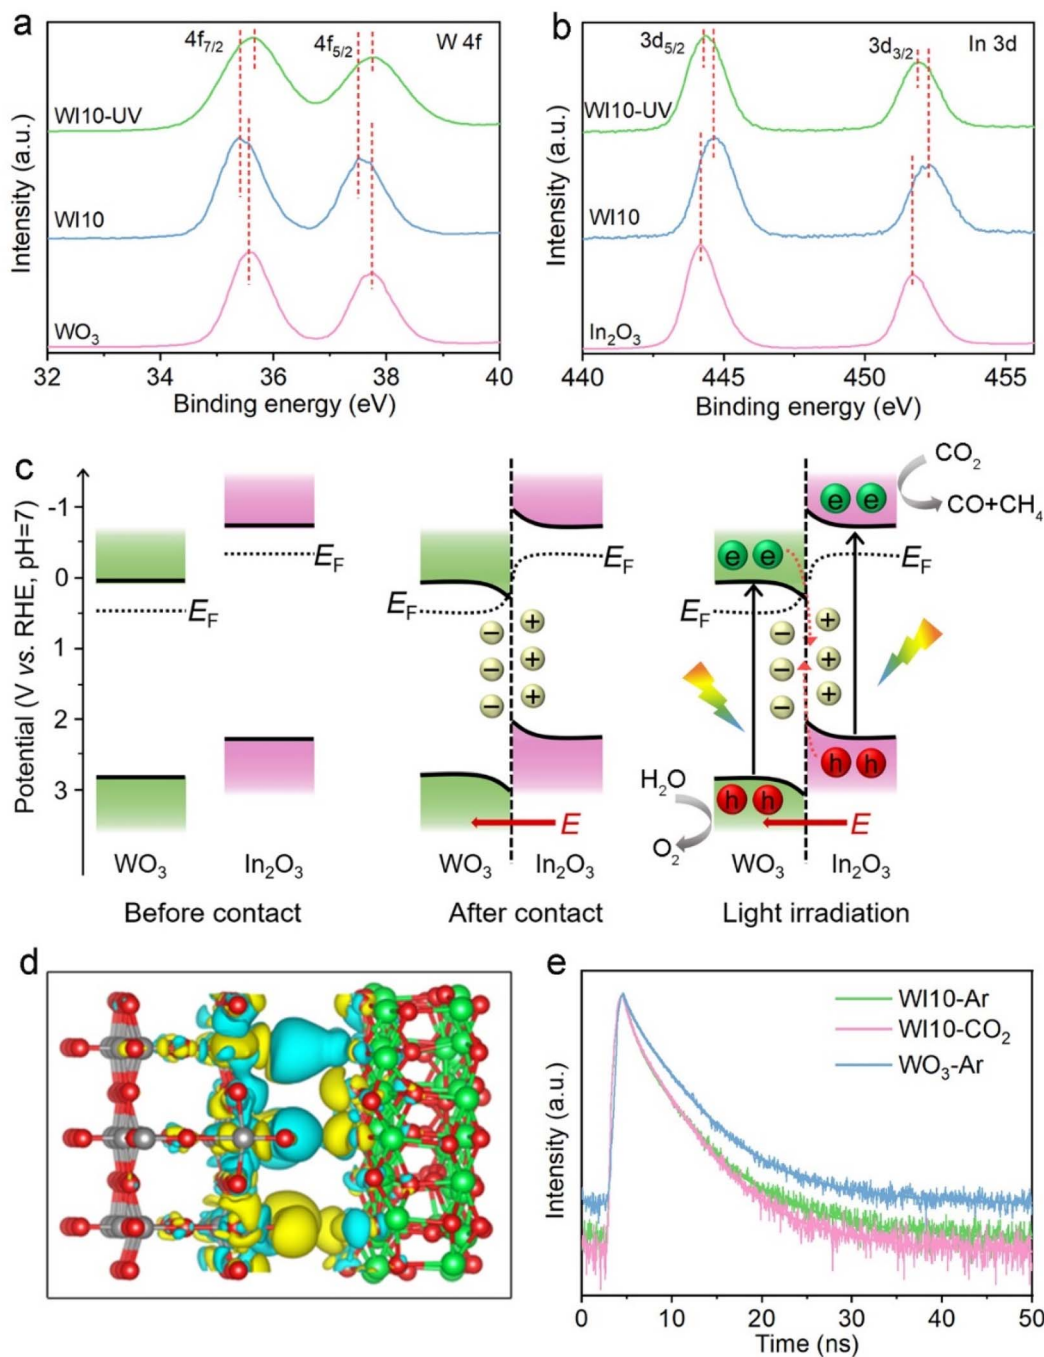 a
4f7/2
4f5/2
W 4f
WI10-UV
WI10
WO3
Intensity (a.u.)
32 34 36 38 40
Binding energy (eV)
b
3d5/2
3d3/2
In 3d
WI10-UV
WI10
In2O3
Intensity (a.u.)
440 445 450 455
Binding energy (eV)
c
Potential (V vs. RHE, pH=7)
-1
0
1
2
3
EF
EF
WO3
In2O3
Before contact
EF
EF
− +
− +
− +
E
WO3
In2O3
After contact
CO2
CO+CH4
e e
e e
EF
EF
− +
− +
− +
h h
h h
H2O
O2
E
WO3
In2O3
Light irradiation
d
e
WI10-Ar
WI10-CO2
WO3-Ar
Intensity (a.u.)
0 10 20 30 40 50
Time (ns)